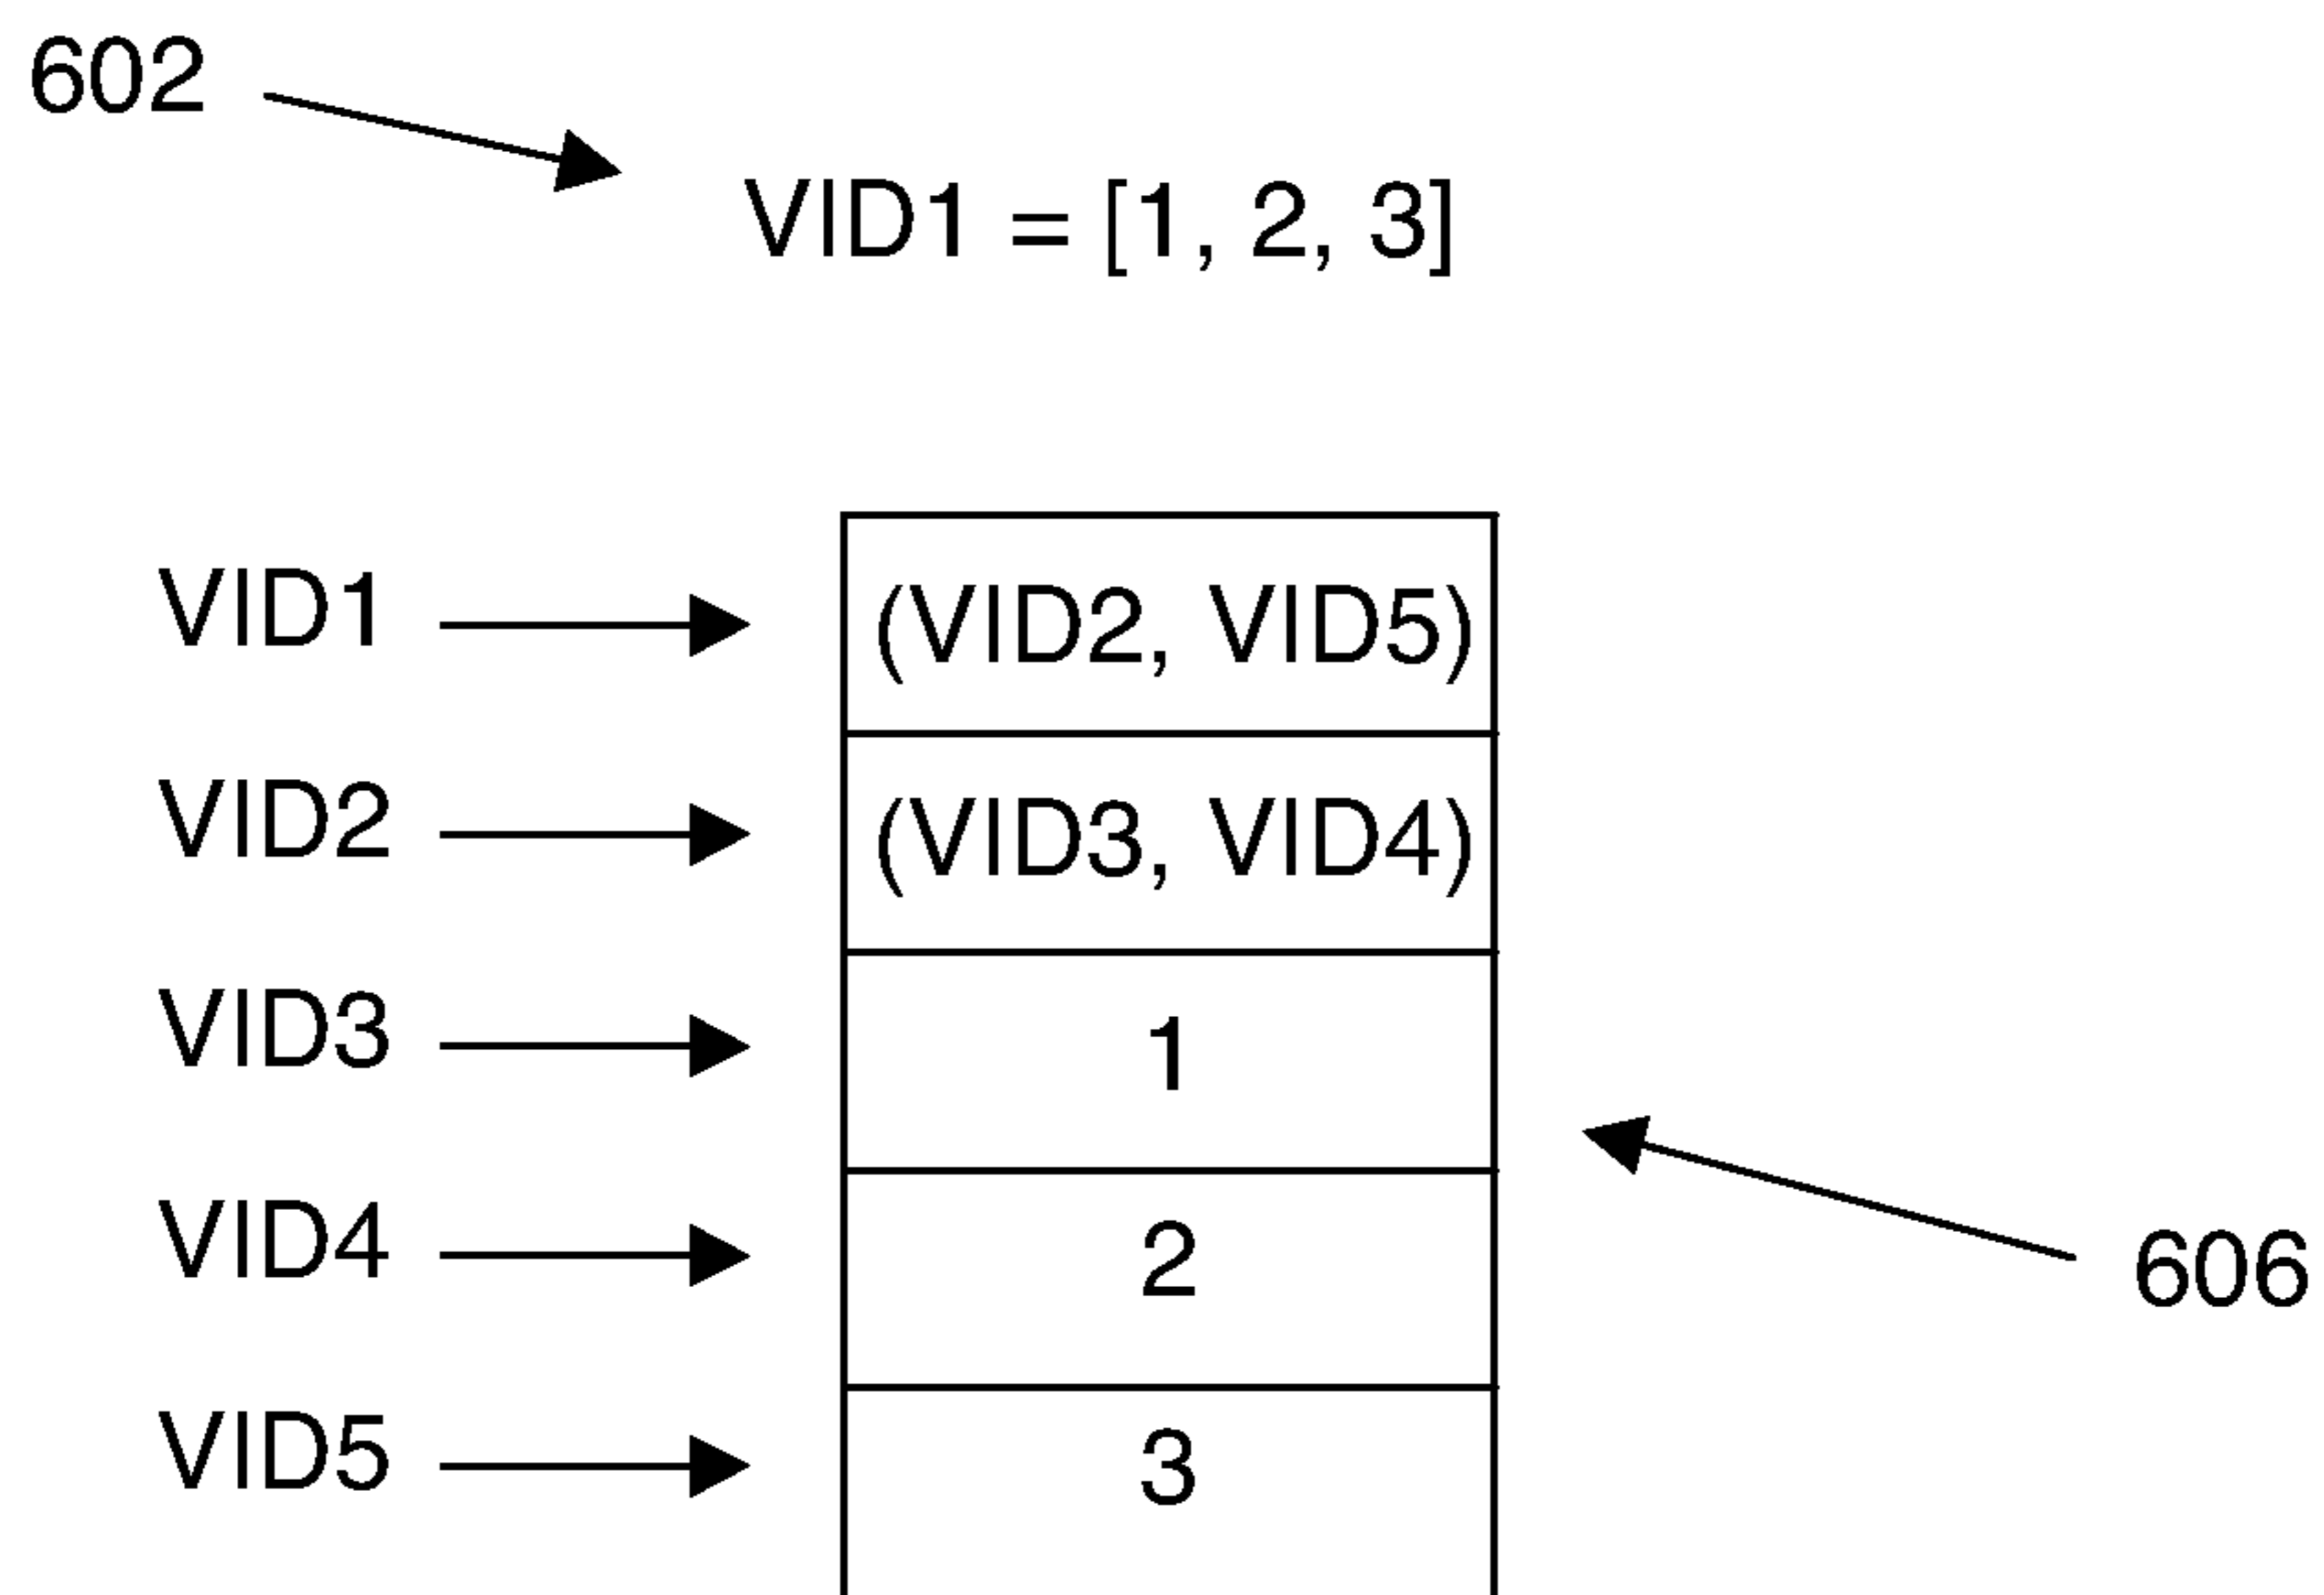 602
VID1 = [1, 2, 3]
VID1 (VID2, VID5)
VID2 (VID3, VID4)
VID3 1
VID4 2
606
VID5 3